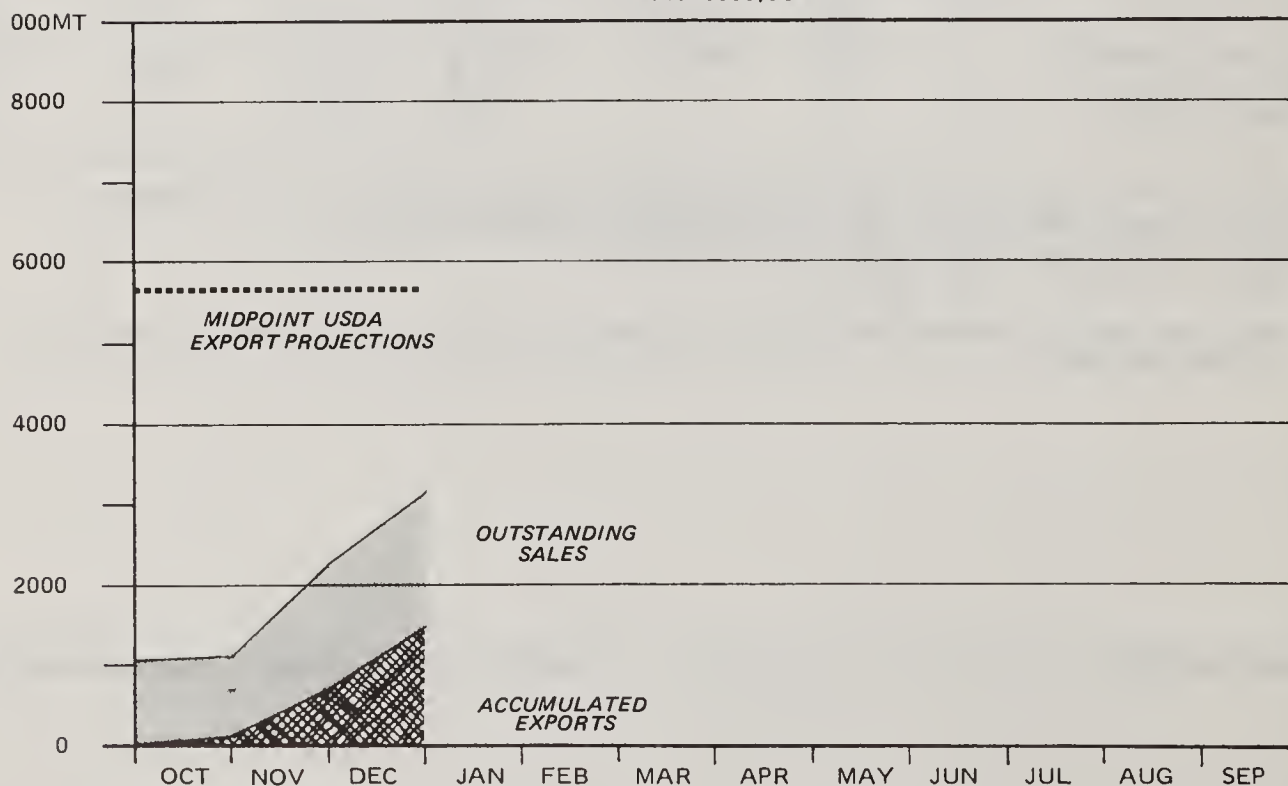 000MT
8000
6000
MIDPOINT USDA
EXPORT PROJECTIONS
4000
OUTSTANDING
SALES
2000
ACCUMULATED
EXPORTS
0
OCT NOV DEC JAN FEB MAR APR MAY JUN JUL AUG SEP